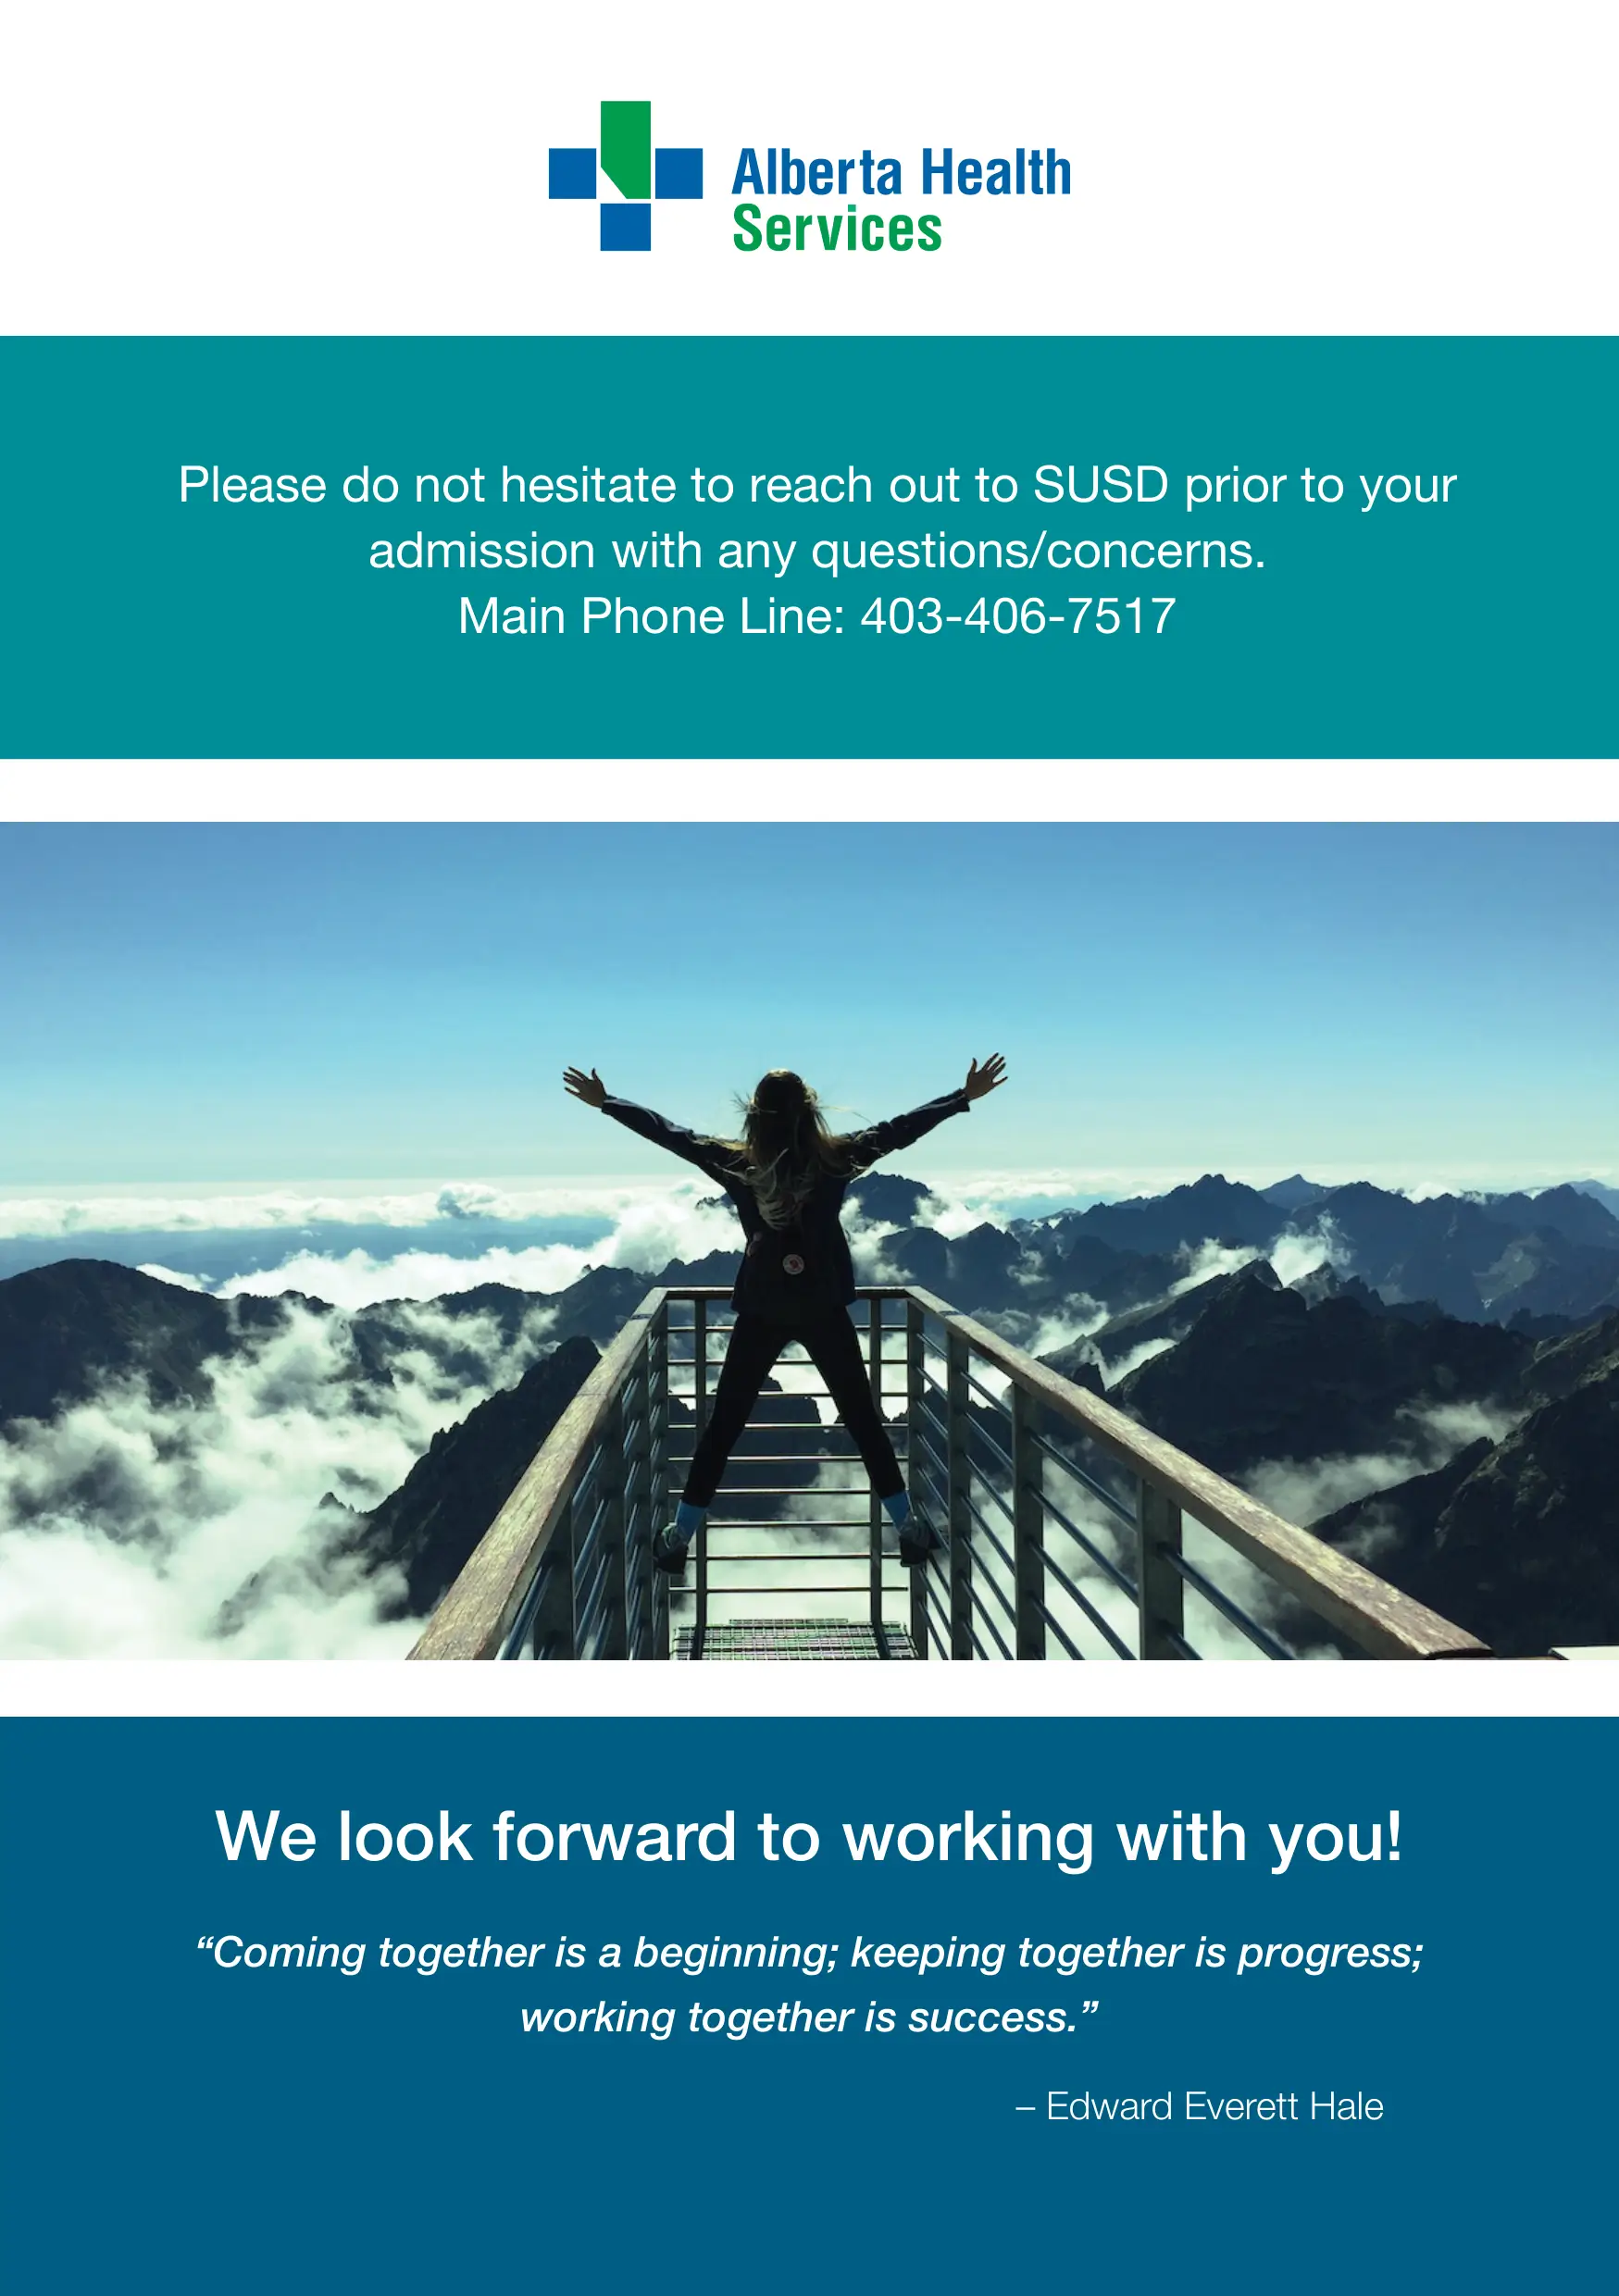 Alberta Health
Services
Please do not hesitate to reach out to SUSD prior to your
admission with any questions/concerns.
Main Phone Line: 403-406-7517
We look forward to working with you!
“Coming together is a beginning; keeping together is progress;
working together is success.”
– Edward Everett Hale